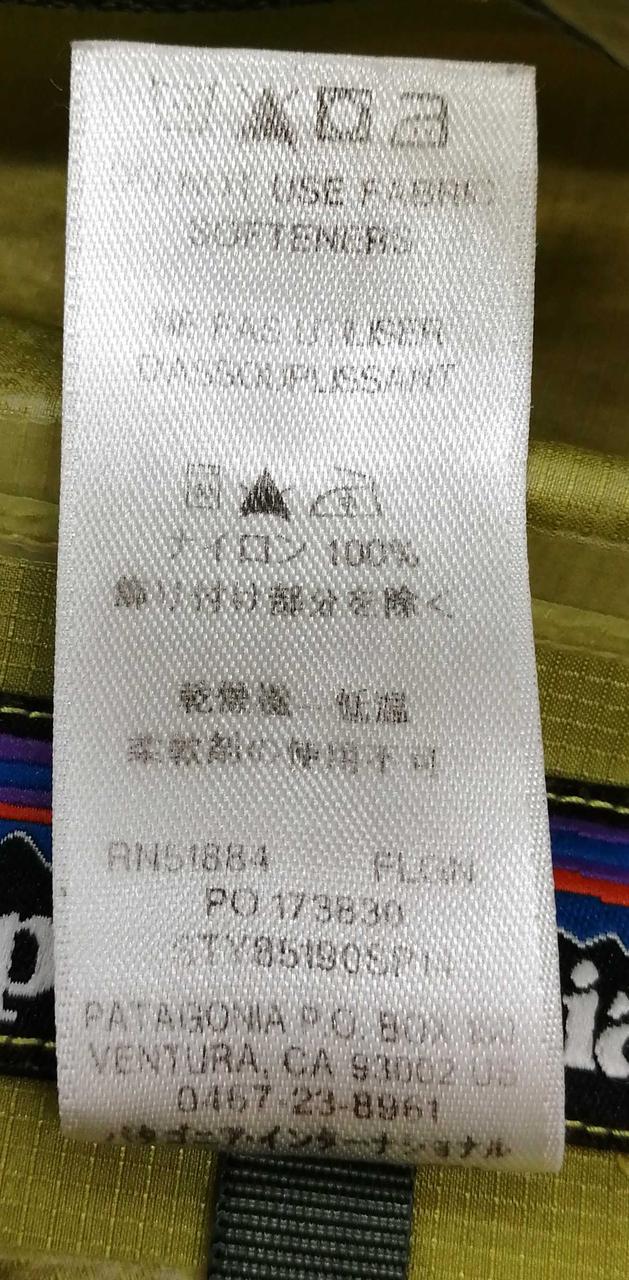 DO NOT USE FABRIC
SOFTENERS
NE PAS UTILISER
D'ASSOUPLISSANT
ナイロン 100%
飾り付け部分を除く
乾燥機 低温
柔軟剤の使用不可
RN51884 PLGN
PO 173830
PATAGONIA P.O. BOX
VENTURA, CA 93002 US
0467-23-8961
パタゴニア・インターナショナル
p
ia